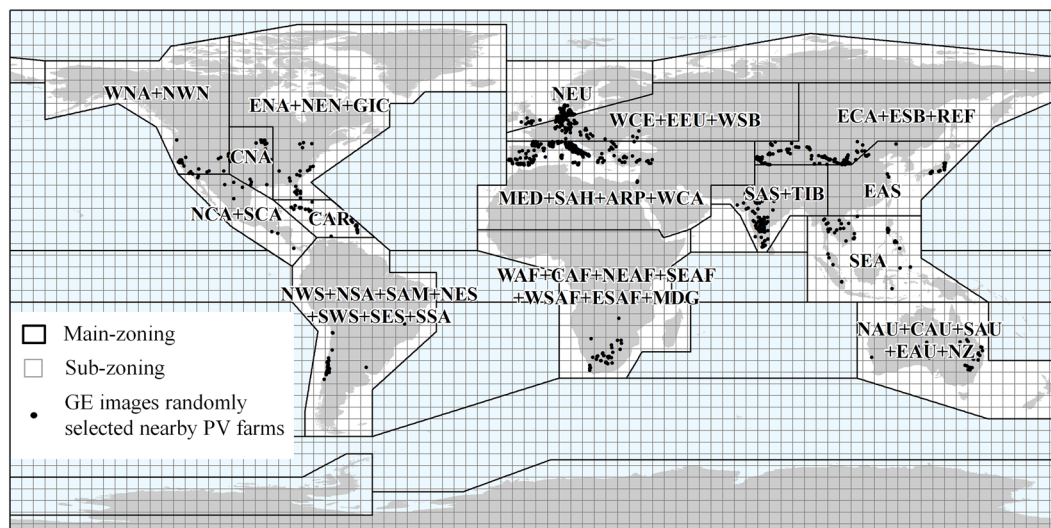 WNA+NWN
ENA+NEN+GIC
NEU
WCE+EEU+WSB
ECA+ESB+REF
CNA
NCA+SCA
CAR
MED+SAH+ARP+WCA
SAS+TIB
EAS
SEA
NWS+NSA+SAM+NES
+SWS+SES+SSA
WAF+CAF+NEAF+SEAF
+WSAF+ESAF+MDG
NAU+CAU+SAU
+EAU+NZ
Main-zoning
Sub-zoning
GE images randomly
selected nearby PV farms